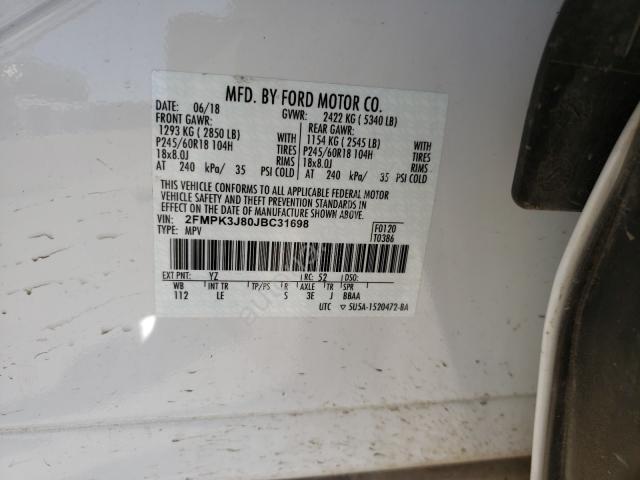 MFD. BY FORD MOTOR CO.
DATE: 06/18 GVWR: 2422 KG ( 5340 LB)
FRONT GAWR: REAR GAWR:
1293 KG ( 2850 LB) WITH 1154 KG ( 2545 LB) WITH
P245/60R18 104H TIRES P245/60R18 104H TIRES
18x8.0J RIMS 18x8.0J RIMS
AT 240 kPa/ 35 PSI COLD AT 240 kPa/ 35 PSI COLD
THIS VEHICLE CONFORMS TO ALL APPLICABLE FEDERAL MOTOR
VEHICLE SAFETY AND THEFT PREVENTION STANDARDS IN
EFFECT ON THE DATE OF MANUFACTURE SHOWN ABOVE.
VIN: 2FMPK3J80JBC31698 F0120
TYPE: MPV T0386
EXT PNT: YZ RC: 52 DSO:
WB INT TR TP/PS R AXLE TR SPR
112 LE S 3E J BBAA
UTC ▽ 5U5A-1520472-BA